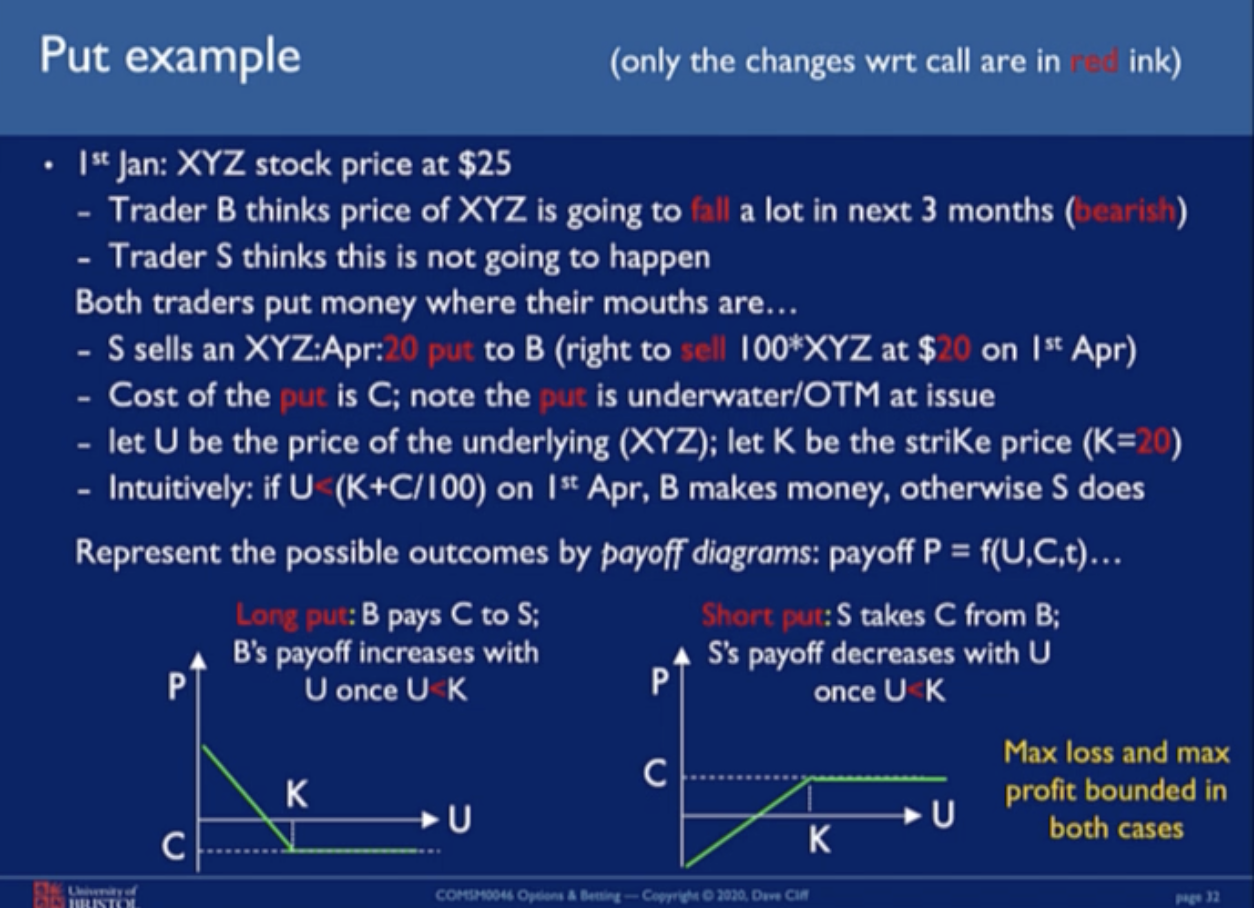 Put example
(only the changes wrt call are in red ink)
• 1st Jan: XYZ stock price at $25
– Trader B thinks price of XYZ is going to fall a lot in next 3 months (bearish)
– Trader S thinks this is not going to happen
Both traders put money where their mouths are…
– S sells an XYZ:Apr:20 put to B (right to sell 100*XYZ at $20 on 1st Apr)
– Cost of the put is C; note the put is underwater/OTM at issue
– let U be the price of the underlying (XYZ); let K be the striKe price (K=20)
– Intuitively: if U<(K+C/100) on 1st Apr, B makes money, otherwise S does
Represent the possible outcomes by payoff diagrams: payoff P = f(U,C,t)…
Long put: B pays C to S;
B's payoff increases with
U once U<K
P
K
U
C
Short put: S takes C from B;
S's payoff decreases with U
once U<K
P
C
U
K
Max loss and max
profit bounded in
both cases
University of
BRISTOL
COMSM0046 Options & Betting — Copyright © 2020, Dave Cliff
page 32